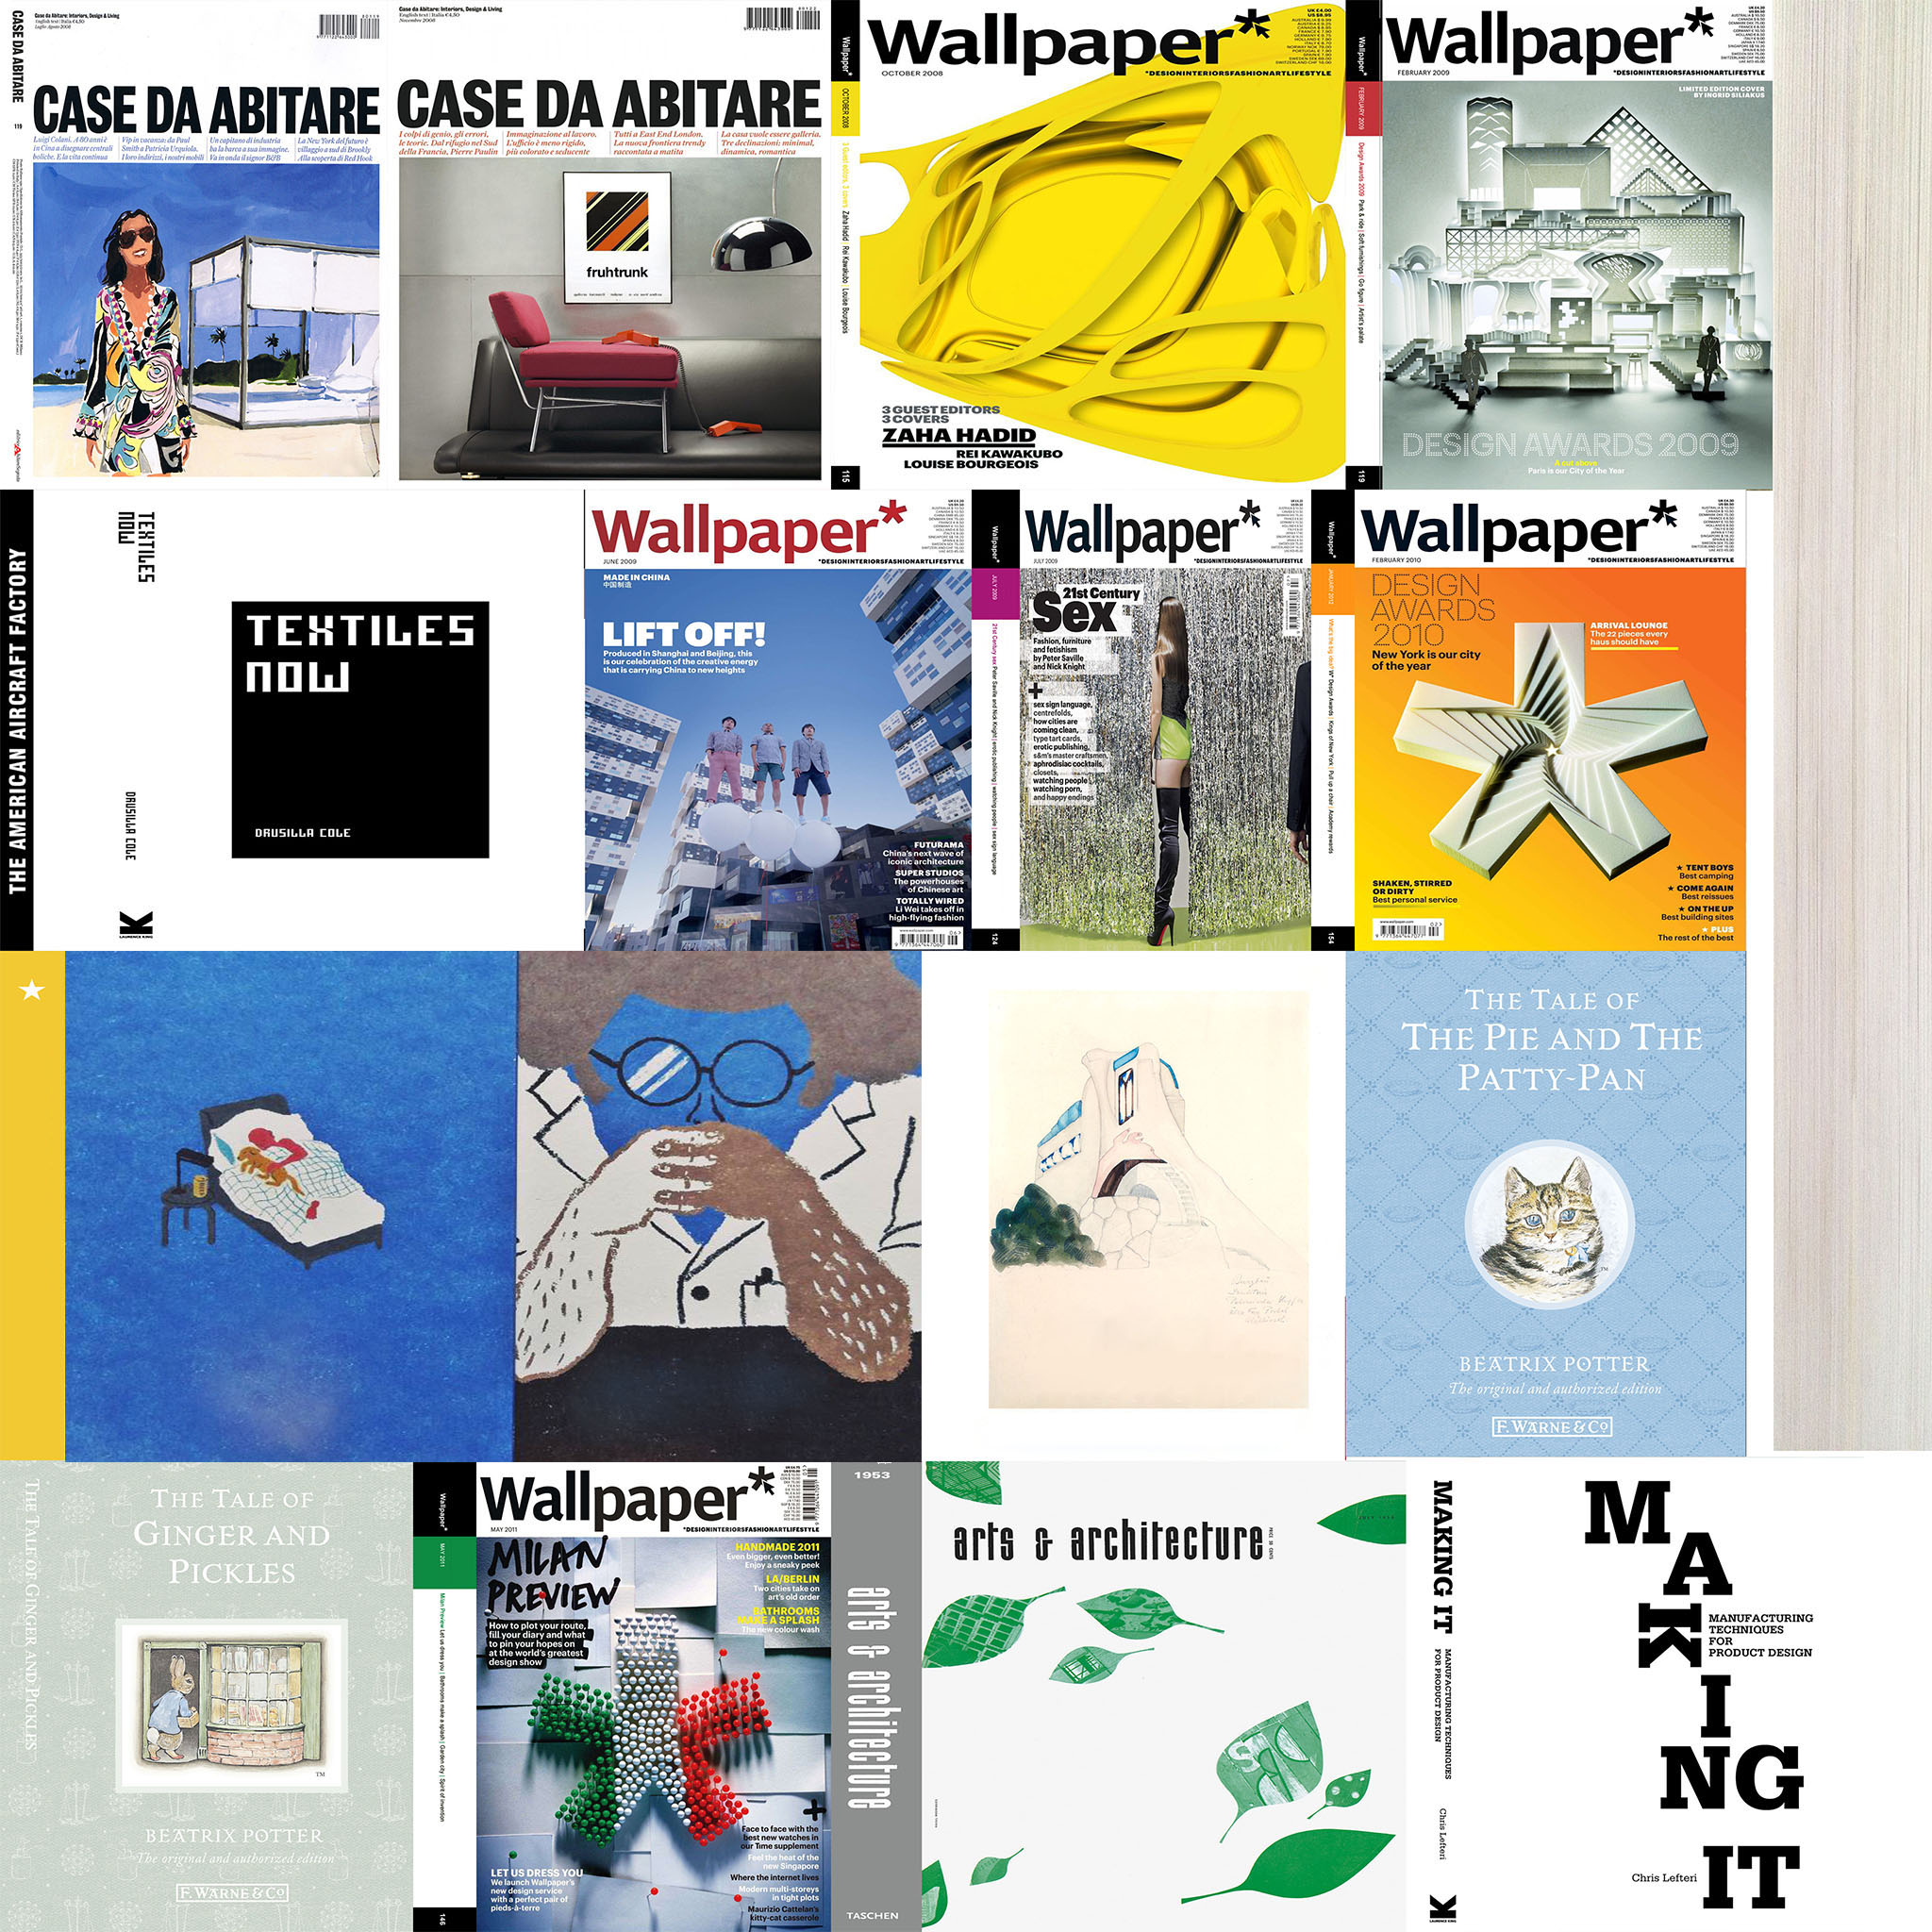 CASE DA ABITARE
119
Case da Abitare: Interiors, Design & Living
English text | Italia €4,50
Luglio Agosto 2008
CASE DA ABITARE
Luigi Colani. A 80 anni è
in Cina a disegnare centrali
boliche. E la vita continua
Vip in vacanza: da Paul
Smith a Patricia Urquiola.
I loro indirizzi, i nostri mobili
Un capitano di industria
ha la barca a sua immagine.
Va in onda il signor B&B
La New York del futuro è
villaggio a sud di Brookly
Alla scoperta di Red Hook
Case da Abitare: Interiors, Design & Living
English text | Italia €4,50
Novembre 2008
CASE DA ABITARE
I colpi di genio, gli errori,
le teorie. Dal rifugio nel Sud
della Francia, Pierre Paulin
Immaginazione al lavoro.
L'ufficio è meno rigido,
più colorato e seducente
Tutti a East End London.
La nuova frontiera trendy
raccontata a matita
La casa vuole essere galleria.
Tre declinazioni: minimal,
dinamica, romantica
fruhtrunk
Wallpaper*
OCTOBER 2008
3 Guest editors, 3 covers Zaha Hadid Rei Kawakubo Louise Bourgeois
115
Wallpaper*
OCTOBER 2008
*DESIGNINTERIORSFASHIONARTLIFESTYLE
3 GUEST EDITORS
3 COVERS
ZAHA HADID
REI KAWAKUBO
LOUISE BOURGEOIS
Wallpaper*
FEBRUARY 2009
Design Awards 2009 Park & ride | Soft furnishings | Go figure | Artist's palate
119
Wallpaper*
FEBRUARY 2009
*DESIGNINTERIORSFASHIONARTLIFESTYLE
LIMITED EDITION COVER
BY INGRID SILIAKUS
DESIGN AWARDS 2009
A cut above
Paris is our City of the Year
THE AMERICAN AIRCRAFT FACTORY
TEXTILES
NOW
DRUSILLA COLE
LAURENCE KING
TEXTILES
NOW
DRUSILLA COLE
Wallpaper*
JUNE 2009
*DESIGNINTERIORSFASHIONARTLIFESTYLE
MADE IN CHINA
中国制造
LIFT OFF!
Produced in Shanghai and Beijing, this
is our celebration of the creative energy
that is carrying China to new heights
FUTURAMA
China's next wave of
iconic architecture
SUPER STUDIOS
The powerhouses
of Chinese art
TOTALLY WIRED
Li Wei takes off in
high-flying fashion
Wallpaper*
JULY 2009
21st Century sex Peter Saville and Nick Knight | erotic publishing | watching people | sex sign language
124
Wallpaper*
JULY 2009
*DESIGNINTERIORSFASHIONARTLIFESTYLE
21st Century
Sex
Fashion, furniture
and fetishism
by Peter Saville
and Nick Knight
+
sex sign language,
centrefolds,
how cities are
coming clean,
type tart cards,
erotic publishing,
s&m's master craftsmen,
aphrodisiac cocktails,
closets,
watching people
watching porn,
and happy endings
Wallpaper*
JANUARY 2012
What's the big idea? W* Design Awards | Kings of New York | Pull up a chair | Academy rewards
154
Wallpaper*
FEBRUARY 2010
*DESIGNINTERIORSFASHIONARTLIFESTYLE
DESIGN
AWARDS
2010
New York is our city
of the year
ARRIVAL LOUNGE
The 22 pieces every
haus should have
SHAKEN, STIRRED
OR DIRTY
Best personal service
★ TENT BOYS
Best camping
★ COME AGAIN
Best reissues
★ ON THE UP
Best building sites
★ PLUS
The rest of the best
THE TALE OF
THE PIE AND THE
PATTY-PAN
BEATRIX POTTER
The original and authorized edition
F. WARNE & Co
THE TALE OF GINGER AND PICKLES
THE TALE OF
GINGER AND
PICKLES
TM
BEATRIX POTTER
The original and authorized edition
F. WARNE & Co
Wallpaper*
MAY 2011
Milan Preview Let us dress you | Bathrooms make a splash | Garden city | Spirit of invention
146
Wallpaper*
MAY 2011
*DESIGNINTERIORSFASHIONARTLIFESTYLE
MILAN
PREVIEW
How to plot your route,
fill your diary and what
to pin your hopes on
at the world's greatest
design show
HANDMADE 2011
Even bigger, even better!
Enjoy a sneaky peek
LA/BERLIN
Two cities take on
art's old order
BATHROOMS
MAKE A SPLASH
The new colour wash
+
Face to face with the
best new watches in
our Time supplement
Feel the heat of the
new Singapore
Where the internet lives
Modern multi-storeys
in tight plots
Maurizio Cattelan's
kitty-cat casserole
LET US DRESS YOU
We launch Wallpaper's
new design service
with a perfect pair of
pieds-à-terre
1953
arts & architecture
TASCHEN
arts & architecture
MAKING IT
MANUFACTURING TECHNIQUES
FOR PRODUCT DESIGN
Chris Lefteri
LAURENCE KING
MAKING IT
MANUFACTURING
TECHNIQUES
FOR
PRODUCT DESIGN
Chris Lefteri